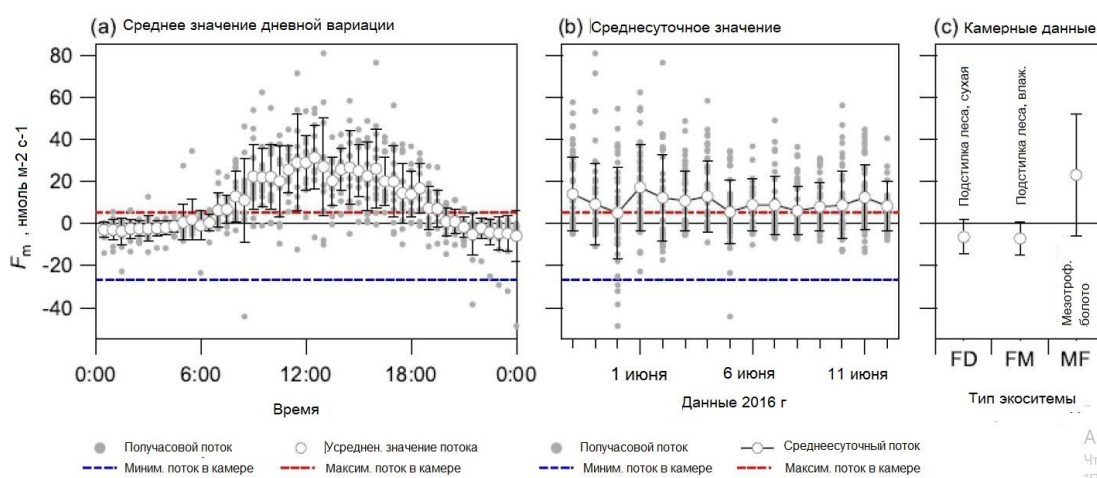 (a) Среднее значение дневной вариации
(b) Среднесуточное значение
(c) Камерные данные
F m , нмоль м-2 с-1
80
60
40
20
0
-20
-40
0:00 6:00 12:00 18:00 0:00
Время
1 июня 6 июня 11 июня
Данные 2016 г
Подстилка леса, сухая
Подстилка леса, влаж.
Мезотроф.
болото
FD FM MF
Тип экоситемы
Получасовой поток
Усреднен. значение потока
Миним. поток в камере
Максим. поток в камере
Получасовой поток
Среднеесуточный поток
Миним. поток в камере
Максим. поток в камере